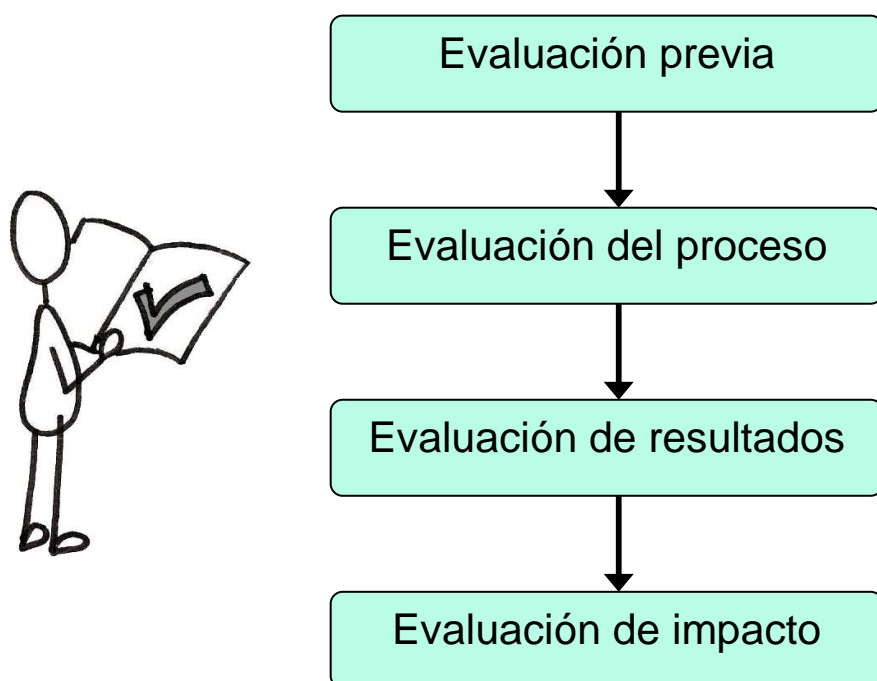 Evaluación previa
Evaluación del proceso
Evaluación de resultados
Evaluación de impacto